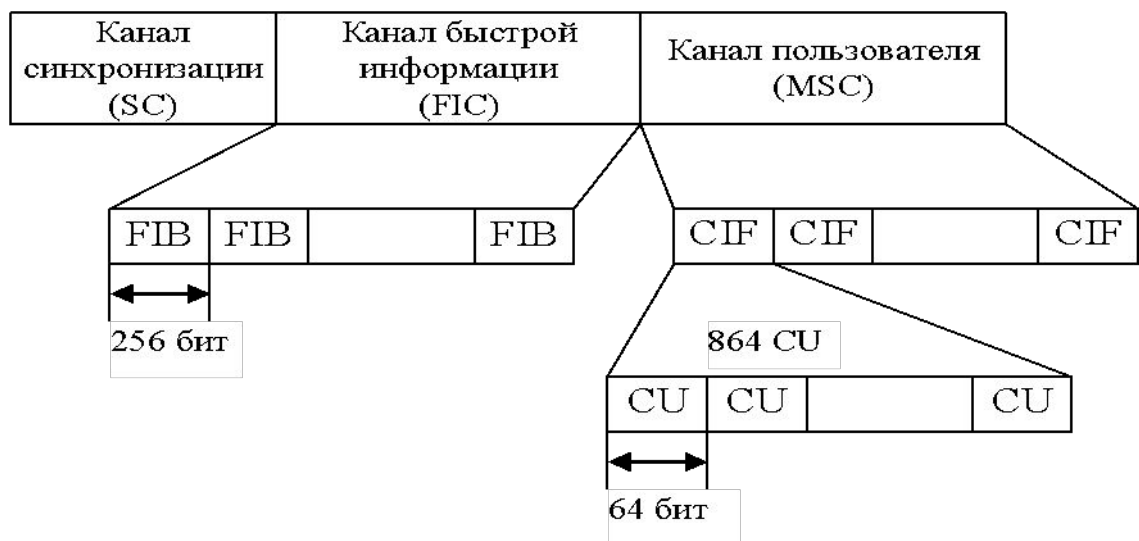 Канал
синхронизации
(SC)
Канал быстрой
информации
(FIC)
Канал пользователя
(MSC)
FIB FIB FIB
CIF CIF CIF
256 бит
864 CU
CU CU CU
64 бит